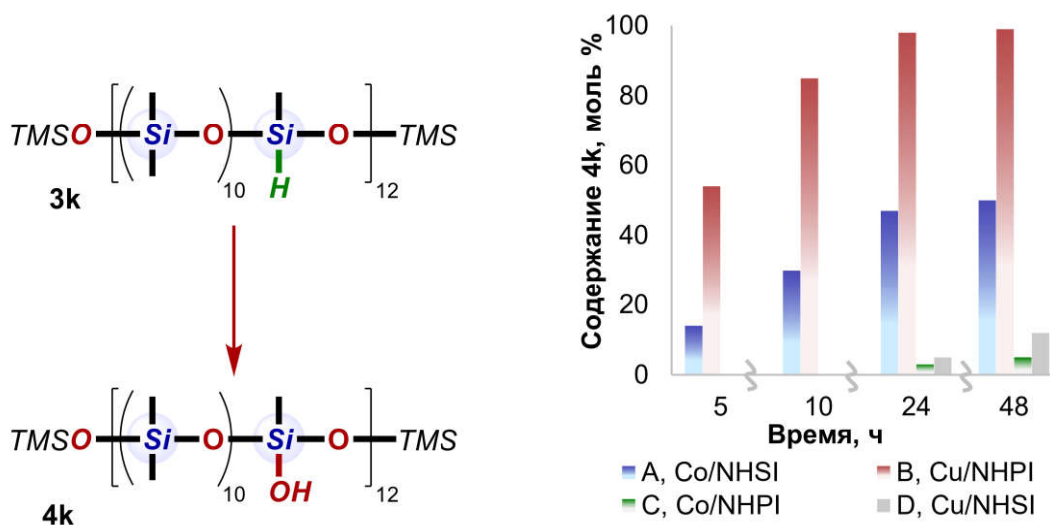 TMSO Si O Si O TMS
H
10
12
3k
TMSO Si O Si O TMS
OH
10
12
4k
Содержание 4k, моль %
100
80
60
40
20
0
5 10 24 48
Время, ч
A, Co/NHSI B, Cu/NHPI
C, Co/NHPI D, Cu/NHSI